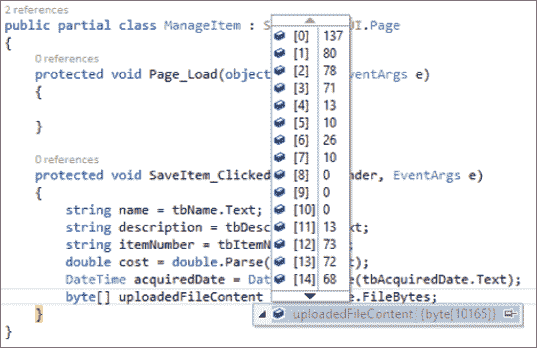 2 references
public partial class ManageItem : S UI.Page
{
0 references
protected void Page_Load(object EventArgs e)
{
}
0 references
protected void SaveItem_Clicked nder, EventArgs e)
{
string name = tbName.Text;
string description = tbDesc xt;
string itemNumber = tbItemN
double cost = double.Parse( t);
DateTime acquiredDate = Dat e(tbAcquiredDate.Text);
byte[] uploadedFileContent e.FileBytes;
}
}
[0] 137
[1] 80
[2] 78
[3] 71
[4] 13
[5] 10
[6] 26
[7] 10
[8] 0
[9] 0
[10] 0
[11] 13
[12] 73
[13] 72
[14] 68
uploadedFileContent {byte[10165]}